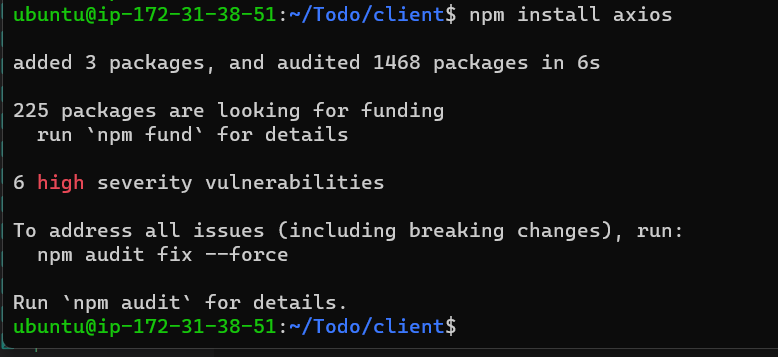 ubuntu@ip-172-31-38-51:~/Todo/client$ npm install axios
added 3 packages, and audited 1468 packages in 6s
225 packages are looking for funding
  run `npm fund` for details
6 high severity vulnerabilities
To address all issues (including breaking changes), run:
  npm audit fix --force
Run `npm audit` for details.
ubuntu@ip-172-31-38-51:~/Todo/client$